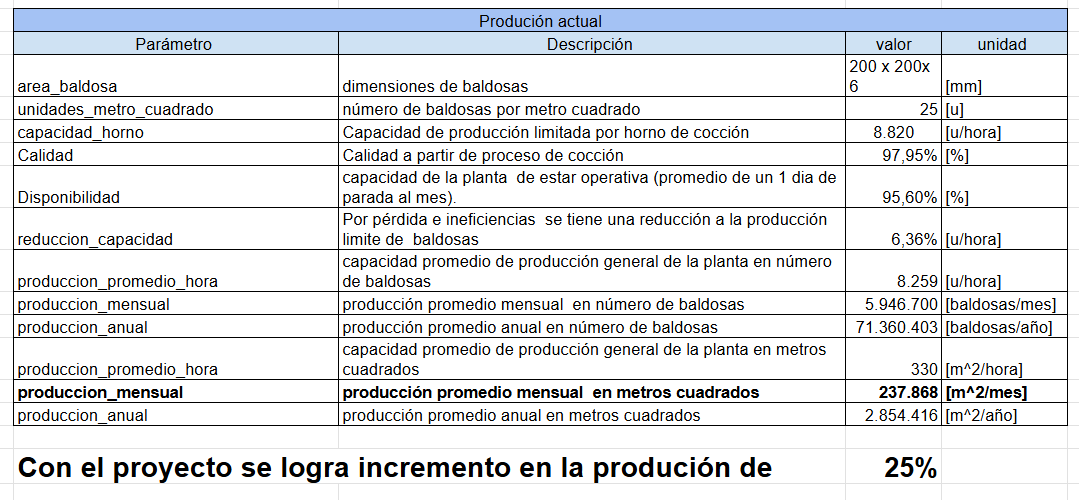 Produción actual
Parámetro Descripción valor unidad
200 x 200x
area_baldosa dimensiones de baldosas 6 [mm]
unidades_metro_cuadrado número de baldosas por metro cuadrado 25 [u]
capacidad_horno Capacidad de producción limitada por horno de cocción 8.820 [u/hora]
Calidad Calidad a partir de proceso de cocción 97,95% [%]
capacidad de la planta de estar operativa (promedio de un 1 dia de
Disponibilidad parada al mes). 95,60% [%]
Por pérdida e ineficiencias se tiene una reducción a la producción
reduccion_capacidad limite de baldosas 6,36% [u/hora]
capacidad promedio de producción general de la planta en número
produccion_promedio_hora de baldosas 8.259 [u/hora]
produccion_mensual producción promedio mensual en número de baldosas 5.946.700 [baldosas/mes]
produccion_anual producción promedio anual en número de baldosas 71.360.403 [baldosas/año]
capacidad promedio de producción general de la planta en metros
produccion_promedio_hora cuadrados 330 [m^2/hora]
produccion_mensual producción promedio mensual en metros cuadrados 237.868 [m^2/mes]
produccion_anual producción promedio anual en metros cuadrados 2.854.416 [m^2/año]
Con el proyecto se logra incremento en la produción de 25%